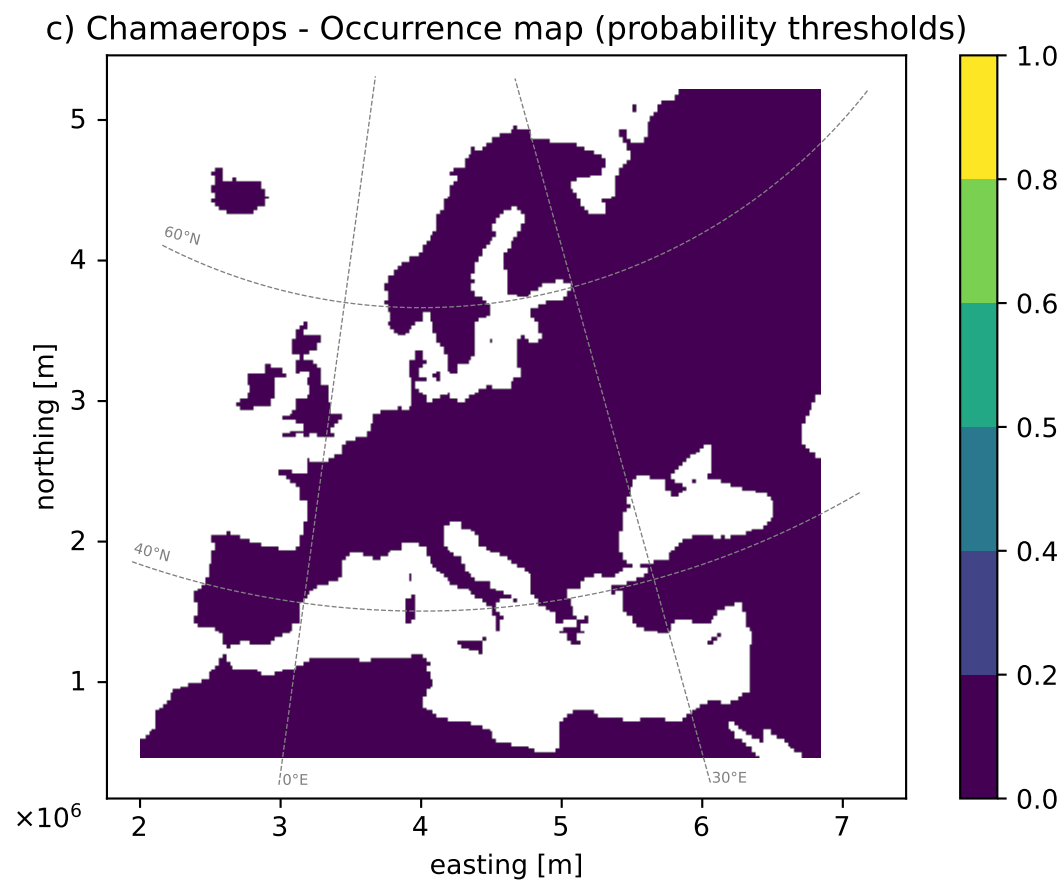 c) Chamaerops - Occurrence map (probability thresholds)
northing [m]
5
4
3
2
1
60°N
40°N
0°E
30°E
×10⁶
2
3
4
5
6
7
easting [m]
1.0
0.8
0.6
0.5
0.4
0.2
0.0